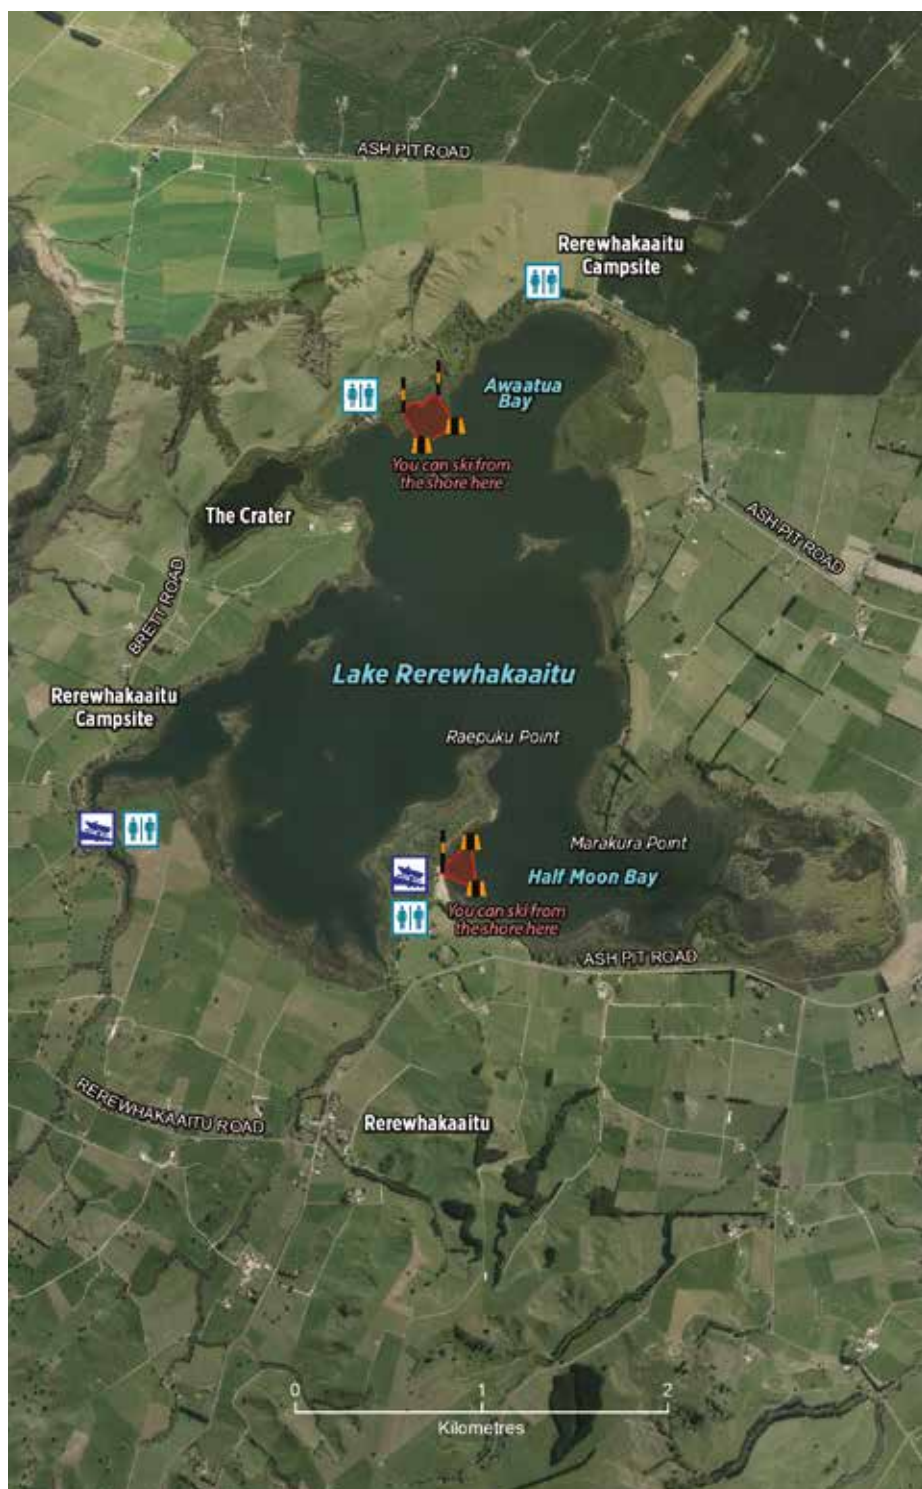 ASH PIT ROAD
Rerewhakaaitu
Campsite
Awaatua
Bay
You can ski from
the shore here
The Crater
ASH PIT ROAD
BRETT ROAD
Lake Rerewhakaaitu
Rerewhakaaitu
Campsite
Raepuku Point
Marakura Point
Half Moon Bay
You can ski from
the shore here
ASH PIT ROAD
REREWHAKAAITU ROAD
Rerewhakaaitu
0 1 2
Kilometres